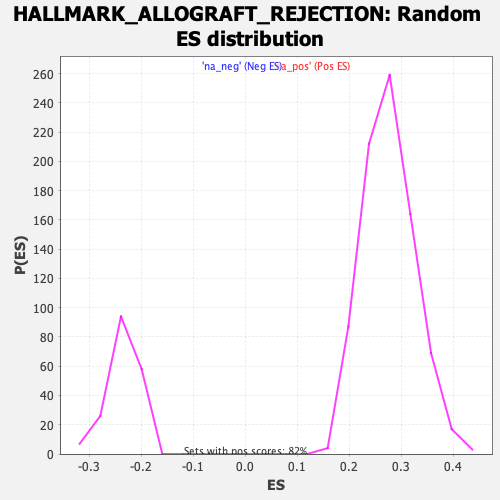 HALLMARK_ALLOGRAFT_REJECTION: Random
ES distribution
'na_neg' (Neg ES)
a_pos' (Pos ES)
P(ES)
260
240
220
200
180
160
140
120
100
80
60
40
20
0
Sets with pos scores: 82%
-0.3 -0.2 -0.1 0.0 0.1 0.2 0.3 0.4
ES